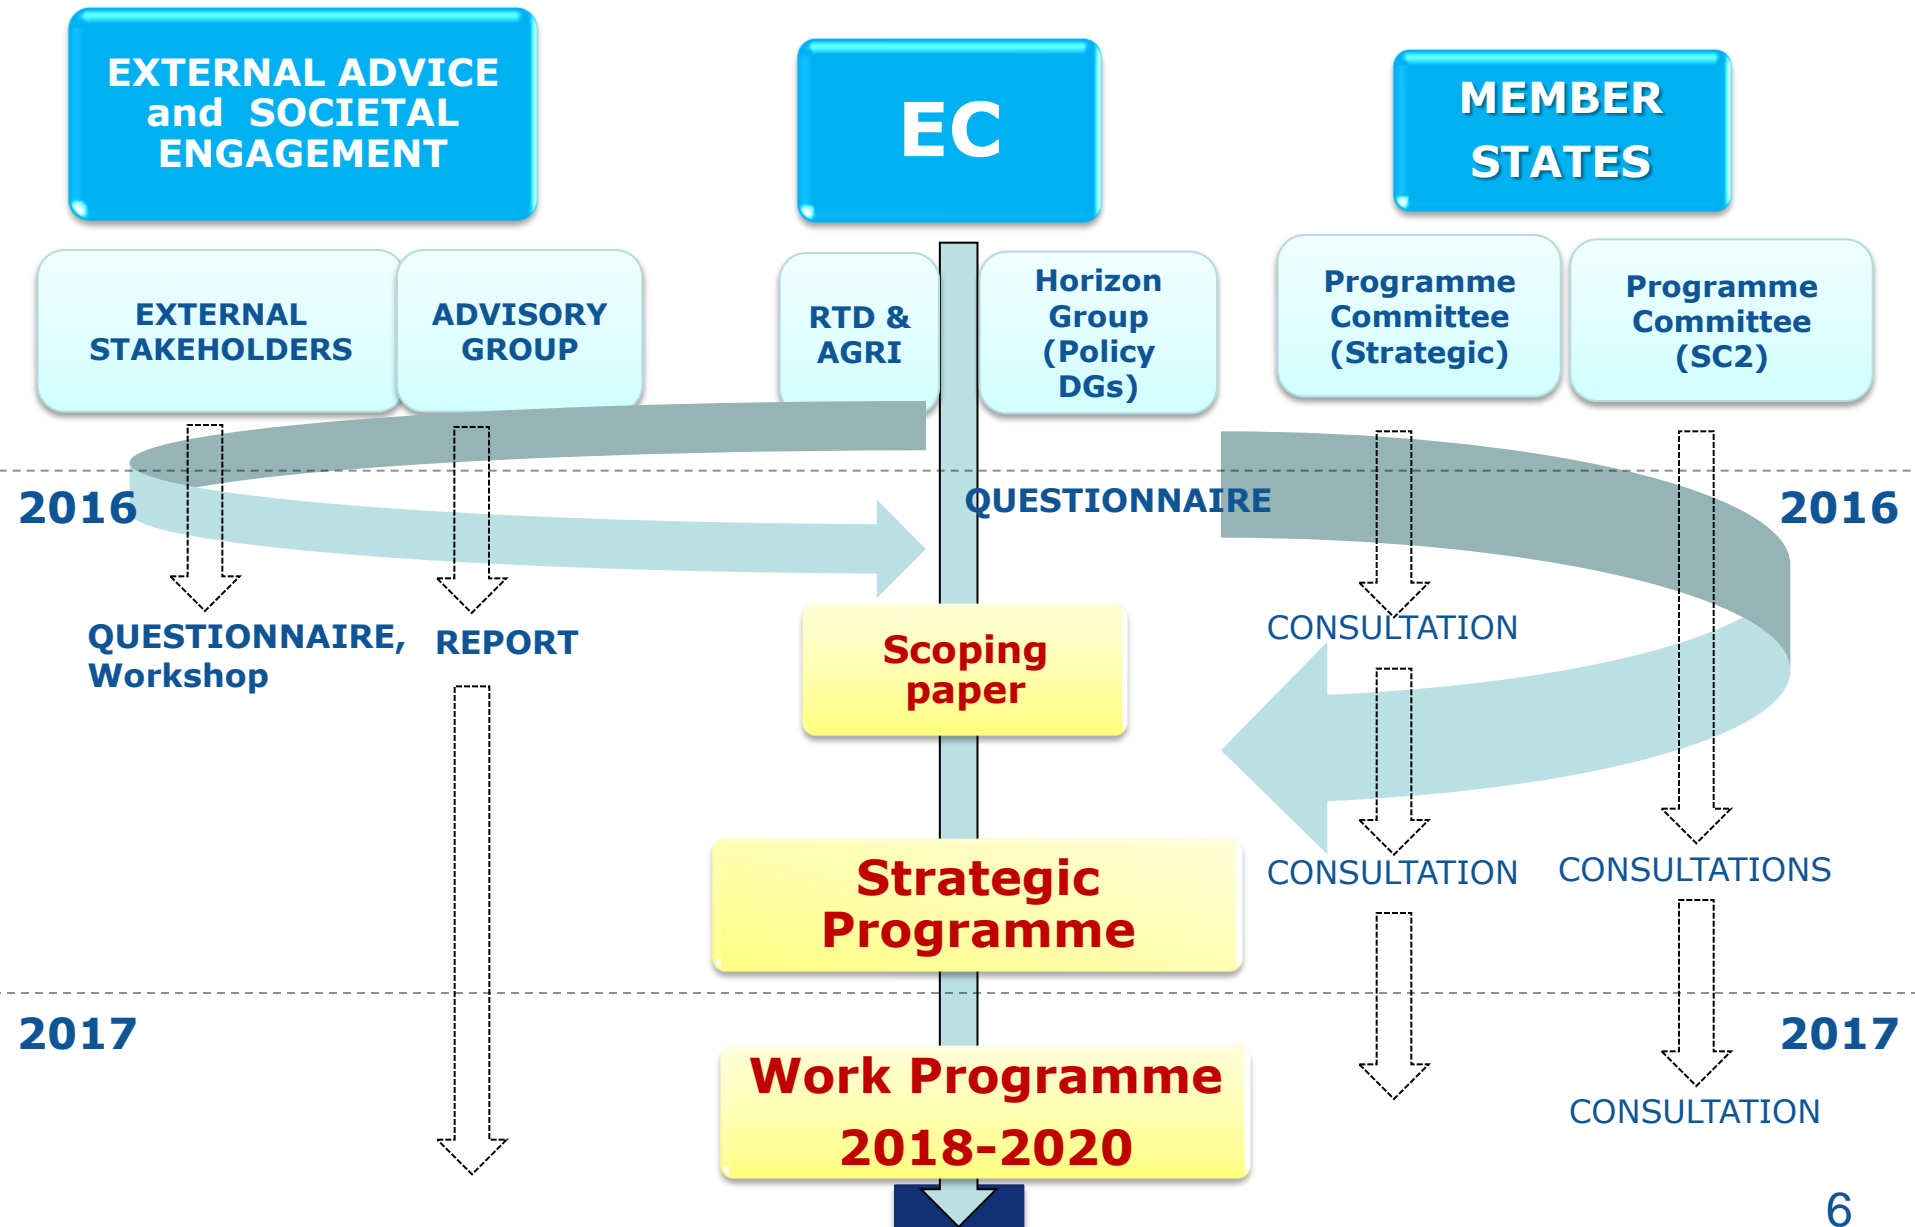 EXTERNAL ADVICE
and SOCIETAL
ENGAGEMENT
EC
MEMBER
STATES
EXTERNAL
STAKEHOLDERS
ADVISORY
GROUP
RTD &
AGRI
Horizon
Group
(Policy
DGs)
Programme
Committee
(Strategic)
Programme
Committee
(SC2)
2016
QUESTIONNAIRE
2016
QUESTIONNAIRE,
Workshop
REPORT
Scoping
paper
CONSULTATION
Strategic
Programme
CONSULTATION
CONSULTATIONS
2017
2017
Work Programme
2018-2020
CONSULTATION
6